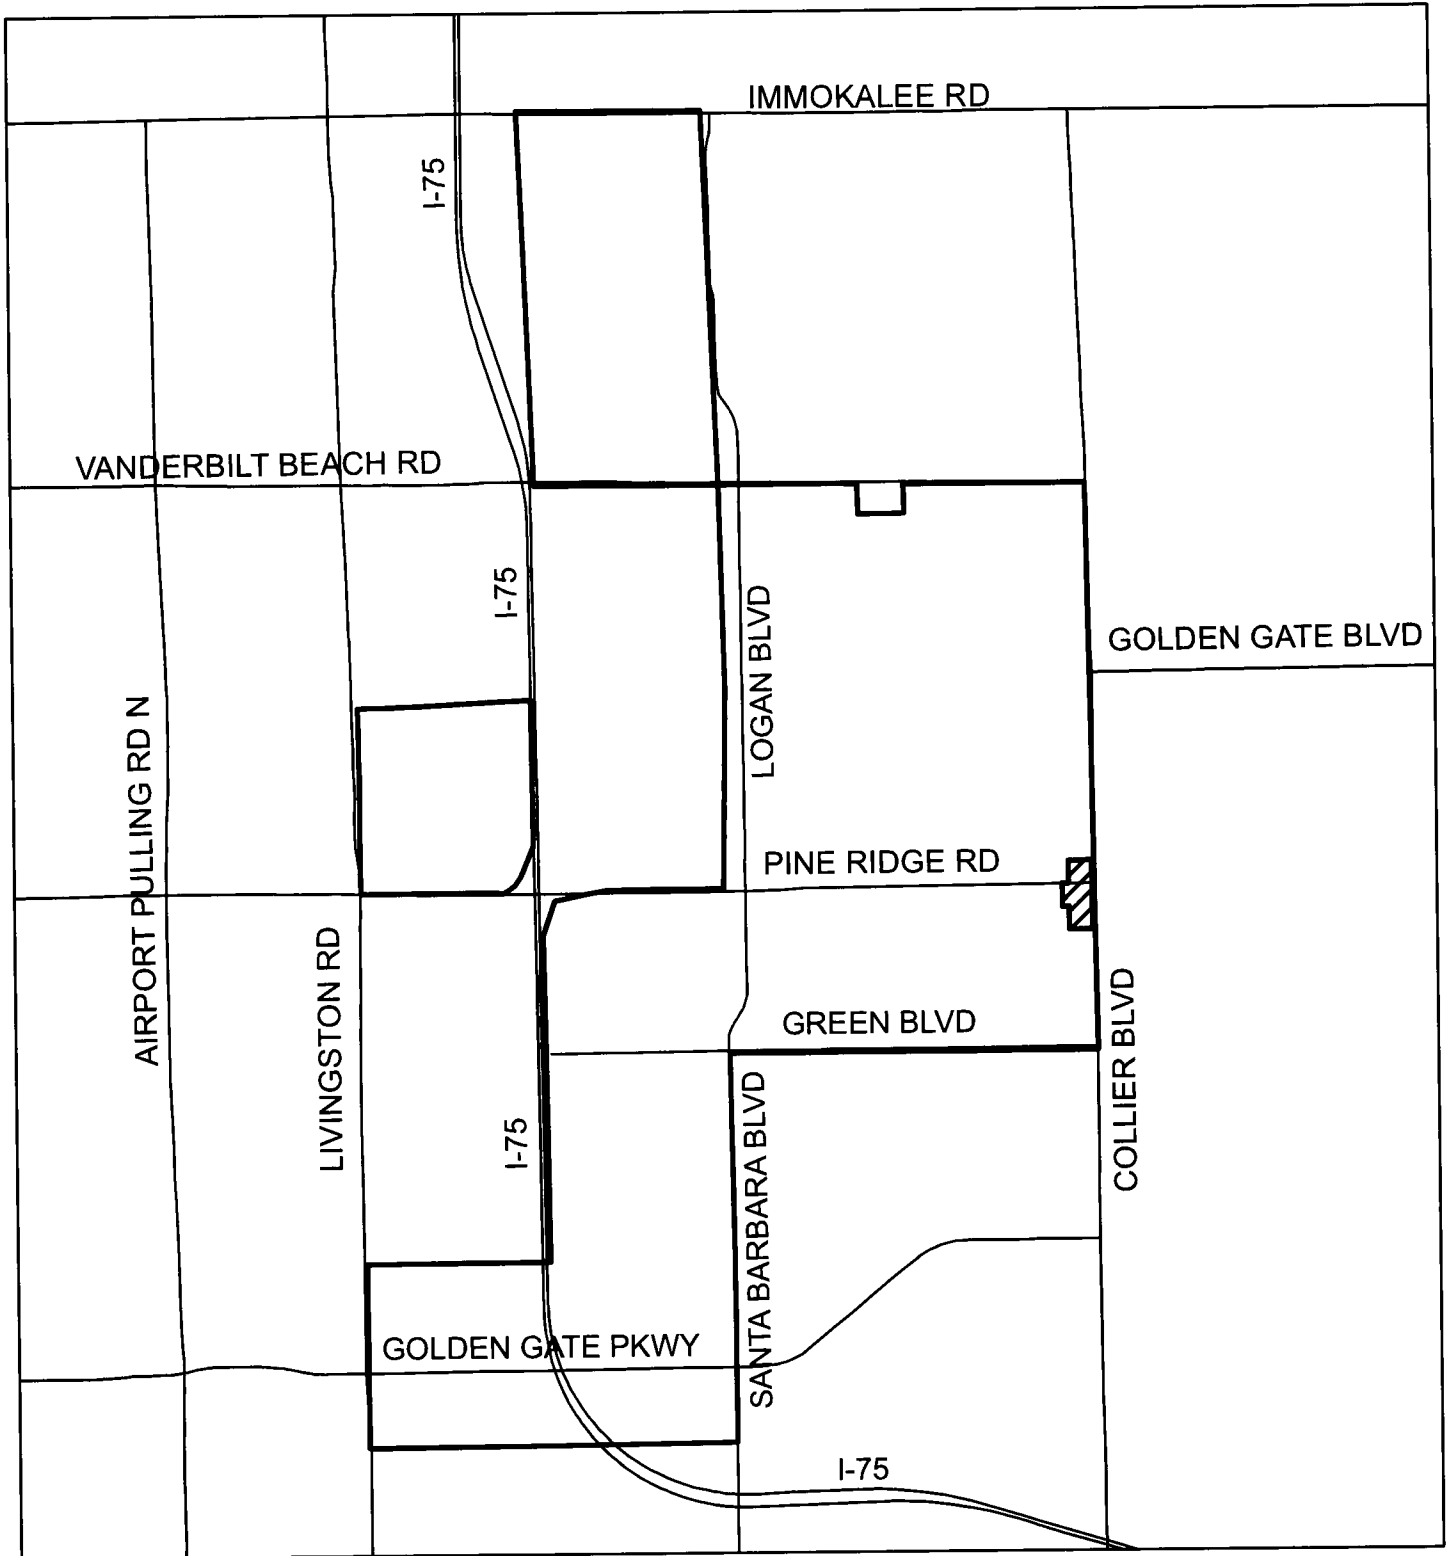 IMMOKALEE RD
I-75
VANDERBILT BEACH RD
I-75
LOGAN BLVD
GOLDEN GATE BLVD
AIRPORT PULLING RD N
PINE RIDGE RD
LIVINGSTON RD
GREEN BLVD
COLLIER BLVD
I-75
SANTA BARBARA BLVD
GOLDEN GATE PKWY
I-75